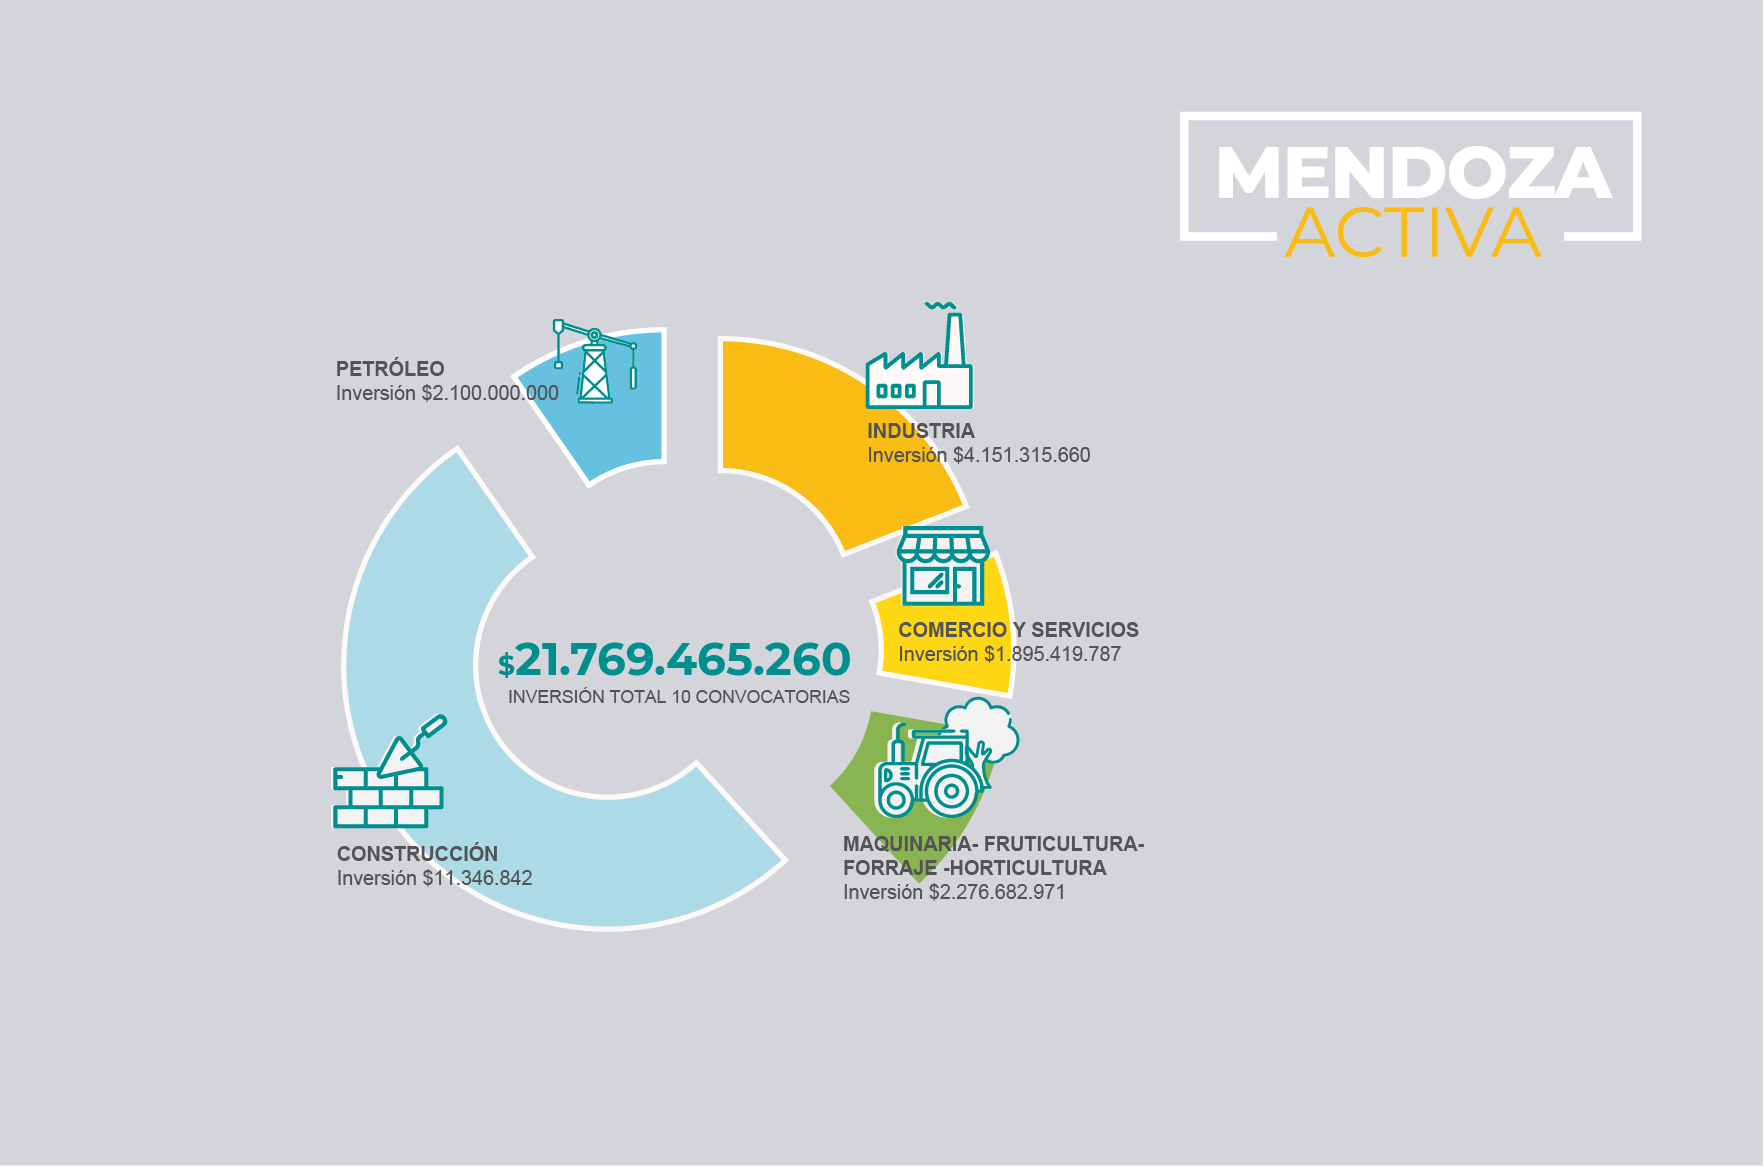 MENDOZA
ACTIVA
PETRÓLEO
Inversión $2.100.000.000
INDUSTRIA
Inversión $4.151.315.660
COMERCIO Y SERVICIOS
Inversión $1.895.419.787
$21.769.465.260
INVERSIÓN TOTAL 10 CONVOCATORIAS
MAQUINARIA- FRUTICULTURA-
FORRAJE -HORTICULTURA
Inversión $2.276.682.971
CONSTRUCCIÓN
Inversión $11.346.842